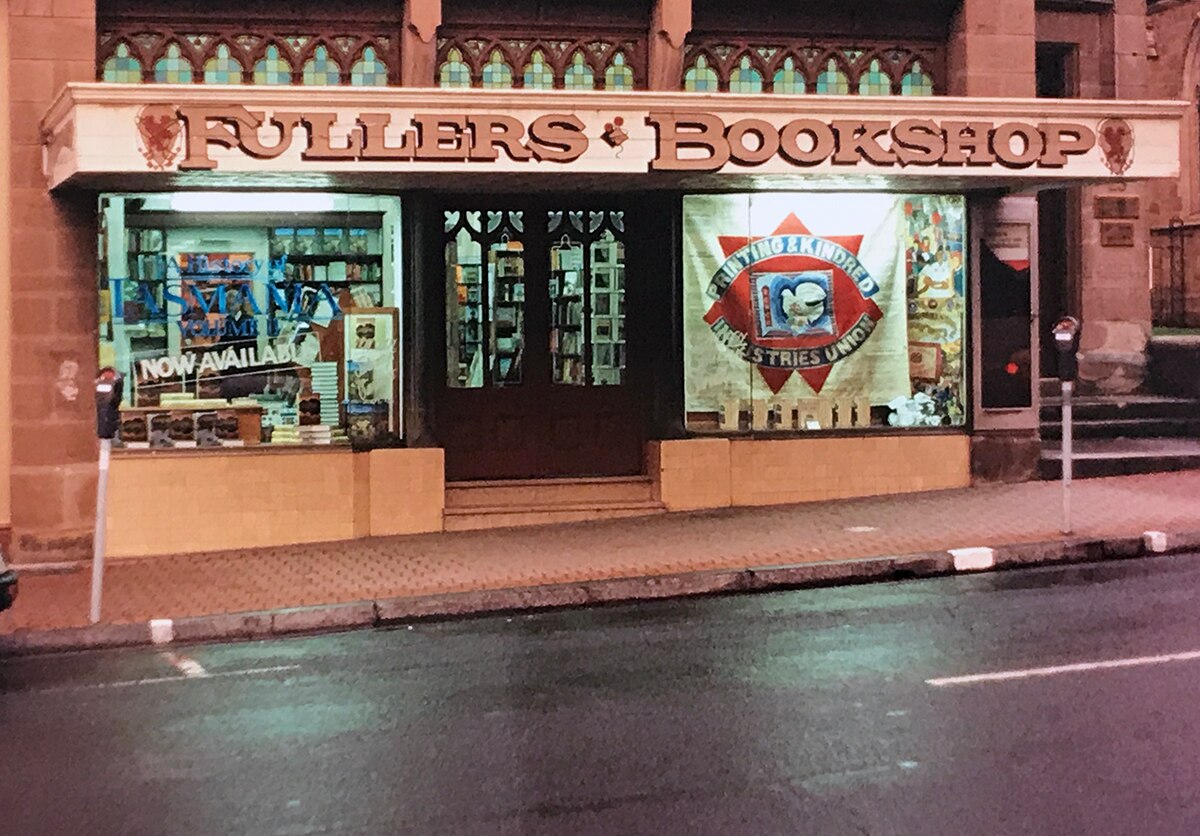 FULLERS BOOKSHOP
A History of
TASMANIA
VOLUME II
NOW AVAILABLE
PRINTING & KINDRED
INDUSTRIES UNION